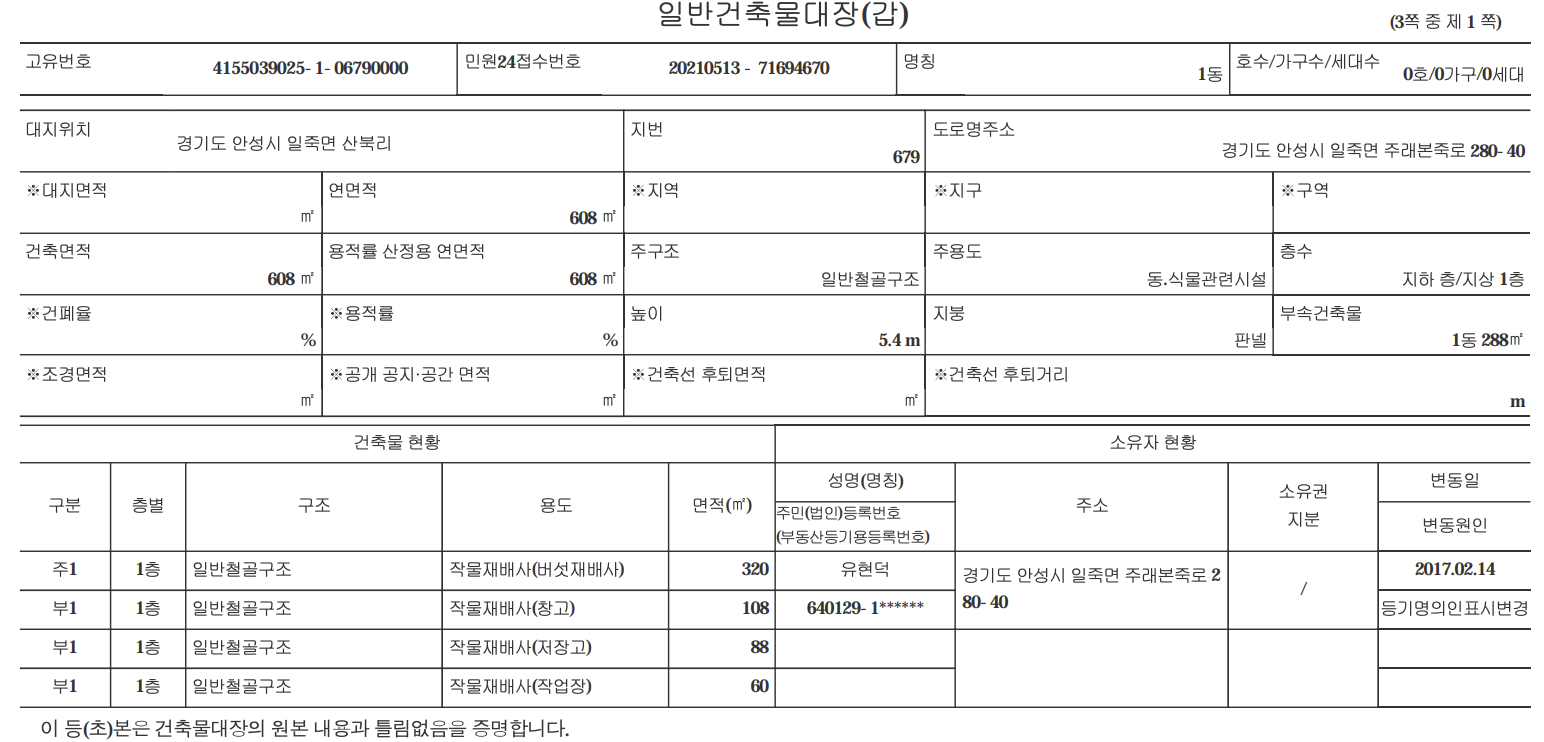 일반건축물대장(갑)
(3쪽 중 제 1 쪽)
고유번호 4155039025- 1- 06790000 민원24접수번호 20210513 - 71694670 명칭 1동 호수/가구수/세대수 0호/0가구/0세대
대지위치 경기도 안성시 일죽면 산북리 지번 679 도로명주소 경기도 안성시 일죽면 주래본죽로 280- 40
※대지면적 ㎡ 연면적 608 ㎡ ※지역 ※지구 ※구역
건축면적 608 ㎡ 용적률 산정용 연면적 608 ㎡ 주구조 일반철골구조 주용도 동.식물관련시설 층수 지하 층/지상 1층
※건폐율 % ※용적률 % 높이 5.4 m 지붕 판넬 부속건축물 1동 288㎡
※조경면적 ㎡ ※공개 공지·공간 면적 ㎡ ※건축선 후퇴면적 ㎡ ※건축선 후퇴거리 m
건축물 현황 소유자 현황
구분 층별 구조 용도 면적(㎡) 성명(명칭) 주소 소유권 지분 변동일
주민(법인)등록번호
(부동산등기용등록번호) 변동원인
주1 1층 일반철골구조 작물재배사(버섯재배사) 320 유현덕 경기도 안성시 일죽면 주래본죽로 2 / 2017.02.14
부1 1층 일반철골구조 작물재배사(창고) 108 640129- 1****** 80- 40 등기명의인표시변경
부1 1층 일반철골구조 작물재배사(저장고) 88
부1 1층 일반철골구조 작물재배사(작업장) 60
이 등(초)본은 건축물대장의 원본 내용과 틀림없음을 증명합니다.